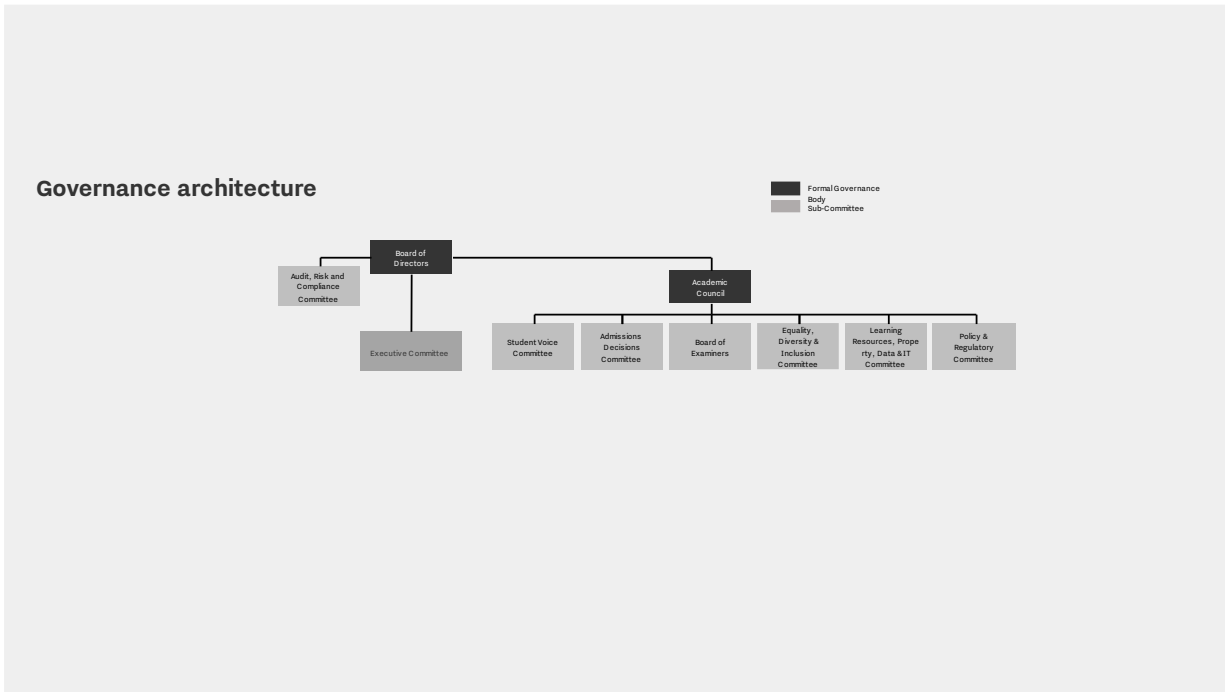 Governance architecture
Formal Governance
Body
Sub-Committee
Board of
Directors
Audit, Risk and
Compliance
Committee
Academic
Council
Executive Committee
Student Voice
Committee
Admissions
Decisions
Committee
Board of
Examiners
Equality,
Diversity &
Inclusion
Committee
Learning
Resources, Prope
rty, Data & IT
Committee
Policy &
Regulatory
Committee